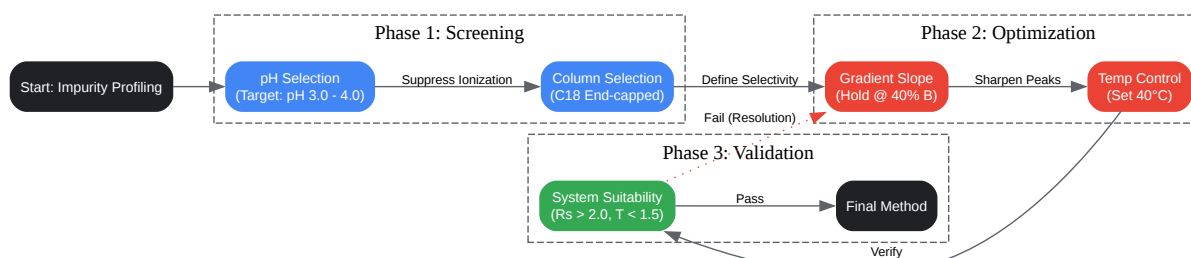 Phase 1: Screening
Phase 2: Optimization
Start: Impurity Profiling
pH Selection
(Target: pH 3.0 - 4.0)
Suppress Ionization
Column Selection
(C18 End-capped)
Define Selectivity
Gradient Slope
(Hold @ 40% B)
Sharpen Peaks
Temp Control
(Set 40°C)
Fail (Resolution)
Phase 3: Validation
System Suitability
(Rs > 2.0, T < 1.5)
Pass
Final Method
Verify